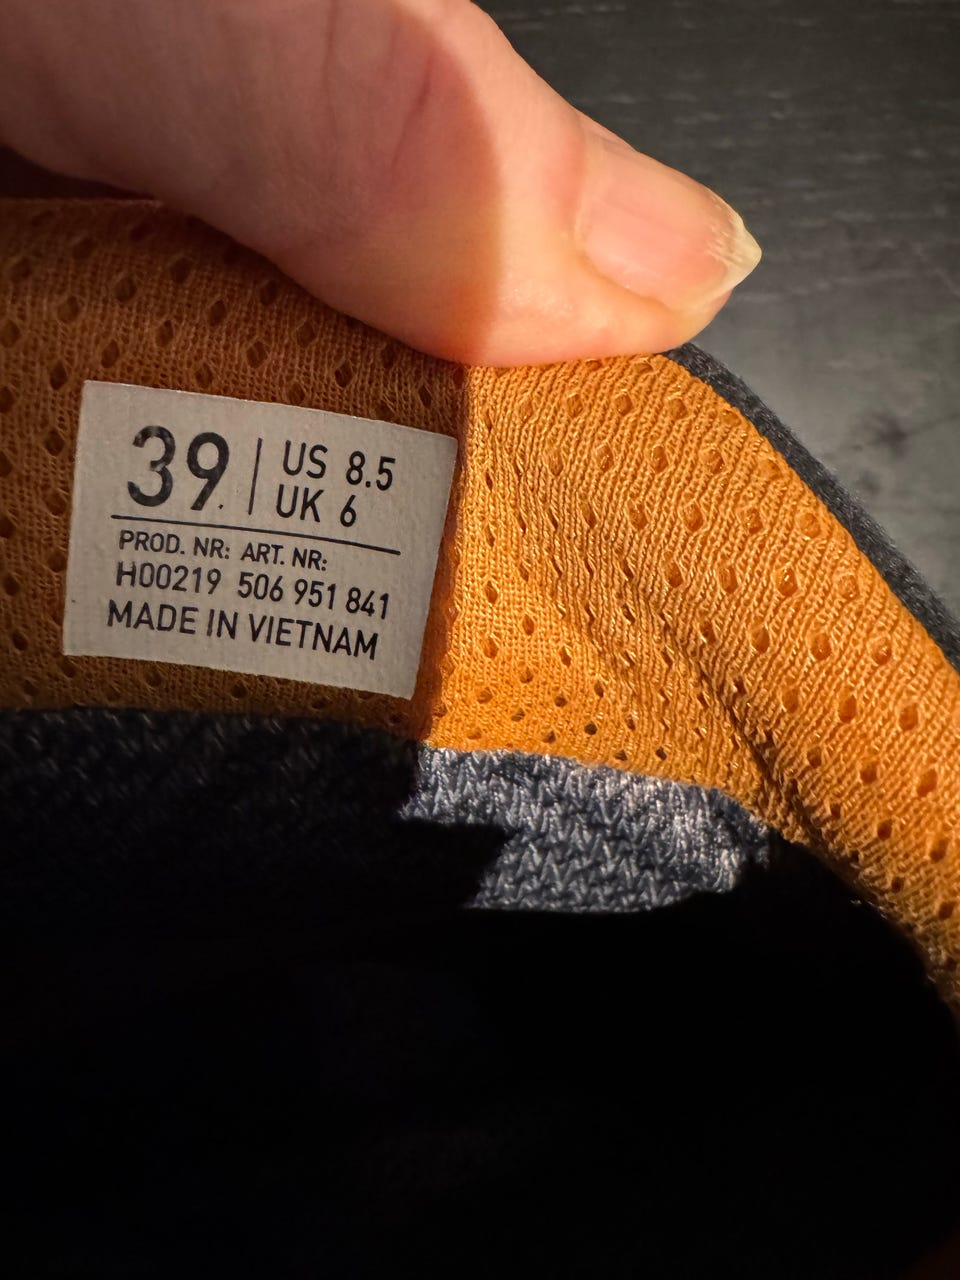 39. | US 8.5
UK 6
PROD. NR: ART. NR:
H00219 506 951 841
MADE IN VIETNAM